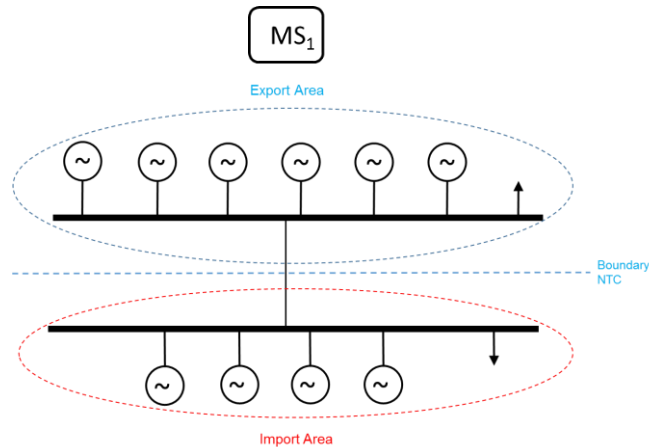 MS₁
Export Area
~ ~ ~ ~ ~ ~
Boundary
NTC
~ ~ ~ ~
Import Area